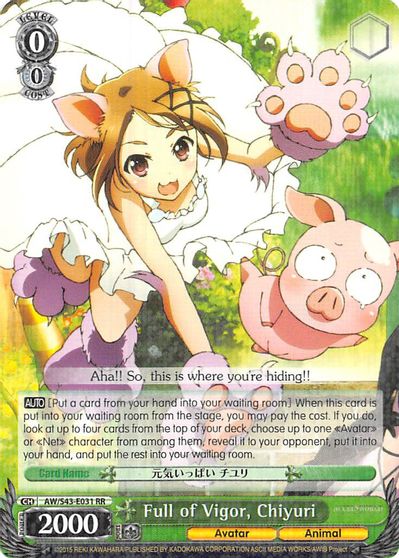 LEVEL
0
0
COST
Aha!! So, this is where you're hiding!!
AUTO [Put a card from your hand into your waiting room] When this card is
put into your waiting room from the stage, you may pay the cost. If you do, look
at up to four cards from the top of your deck, choose up to one «Avatar»
or «Net» character from among them, reveal it to your opponent, put it into
your hand, and put the rest into your waiting room.
Card Name
元気いっぱい チユリ
CH AW/S43-E031 RR
POWER
2000
Full of Vigor, Chiyuri
Avatar
Animal
©2015 REKI KAWAHARA/PUBLISHED BY KADOKAWA CORPORATION ASCII MEDIA WORKS/AWIB Project